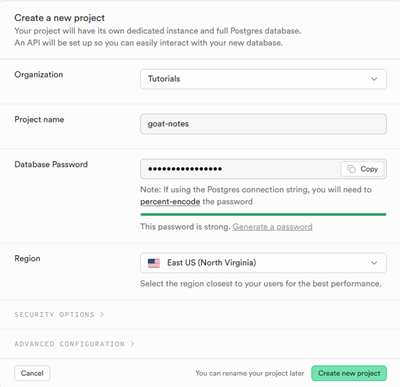 Create a new project
Your project will have its own dedicated instance and full Postgres database.
An API will be set up so you can easily interact with your new database.
Organization
Tutorials
Project name
goat-notes
Database Password
••••••••••••••••
Copy
Note: If using the Postgres connection string, you will need to
percent-encode the password
This password is strong. Generate a password
Region
East US (North Virginia)
Select the region closest to your users for the best performance.
SECURITY OPTIONS >
ADVANCED CONFIGURATION >
Cancel
You can rename your project later
Create new project